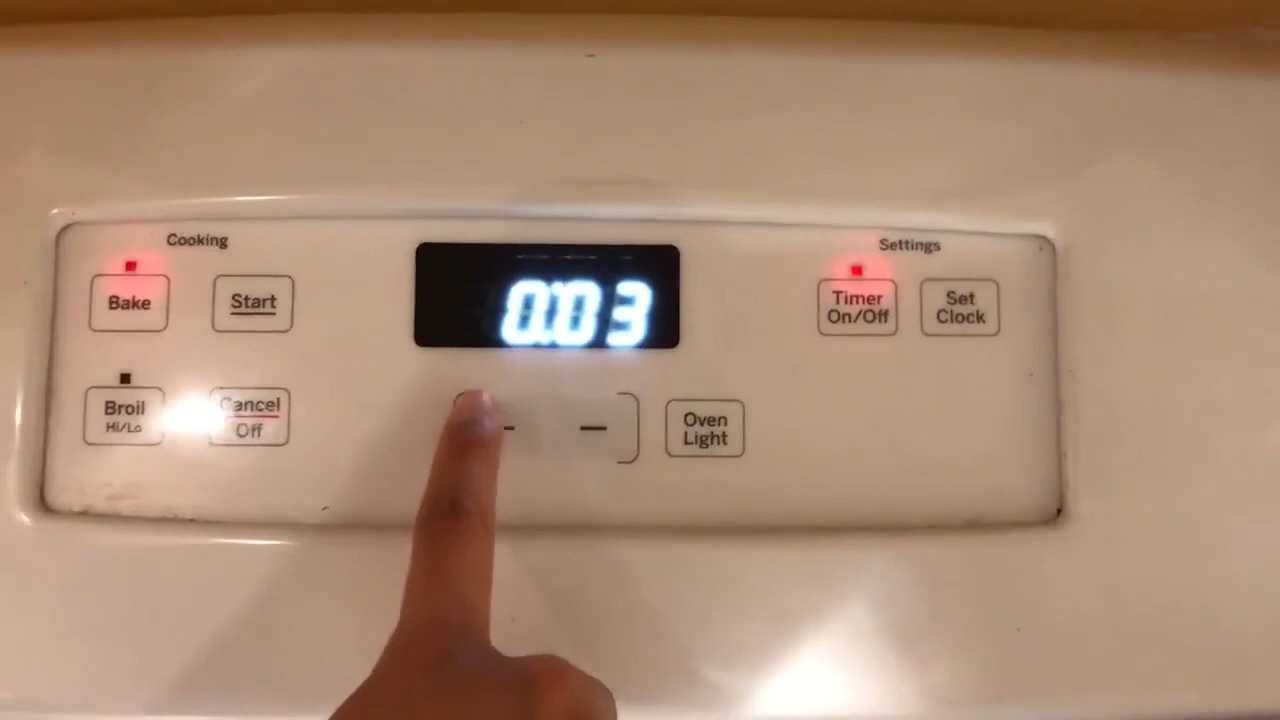 Cooking
Settings
Bake
Start
0:03
Timer
On/Off
Set
Clock
Broil
Hi/Lo
Cancel
Off
Oven
Light